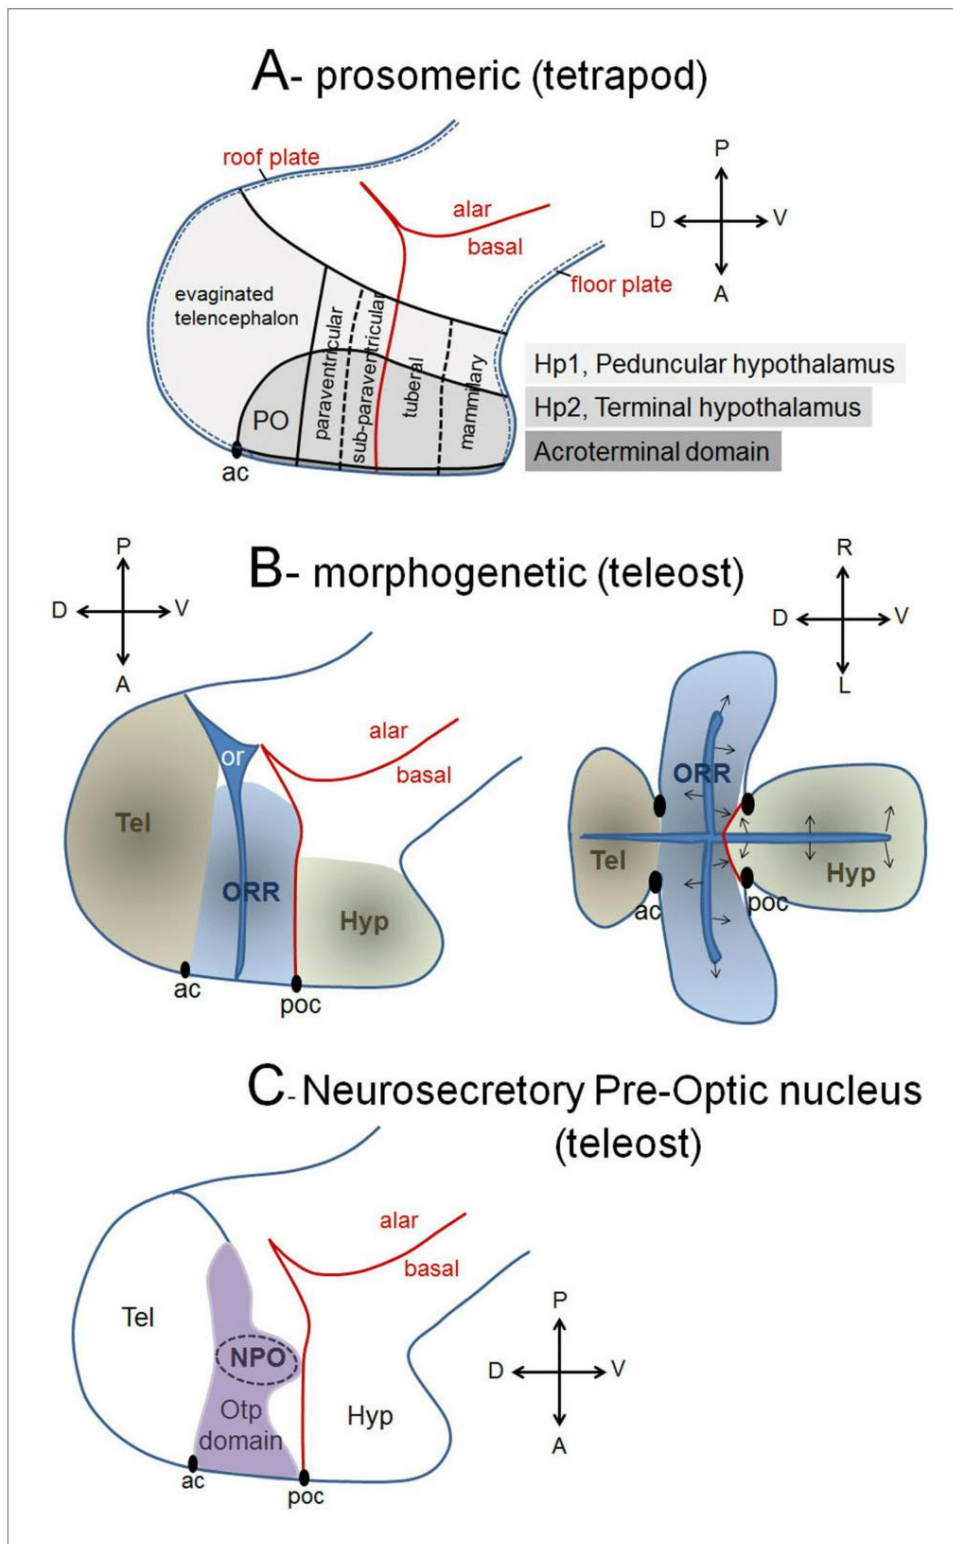 A- prosomeric (tetrapod)
roof plate
P
D
V
A
alar
basal
floor plate
evaginated
telencephalon
paraventricular
sub-paraventricular
tuberal
mammilary
PO
ac
Hp1, Peduncular hypothalamus
Hp2, Terminal hypothalamus
Acroterminal domain
B- morphogenetic (teleost)
P
D
V
A
R
D
V
L
or
alar
basal
Tel
ORR
Hyp
ac
poc
ORR
Tel
Hyp
ac
poc
C- Neurosecretory Pre-Optic nucleus
(teleost)
alar
basal
Tel
NPO
Otp
domain
Hyp
ac
poc
P
D
V
A